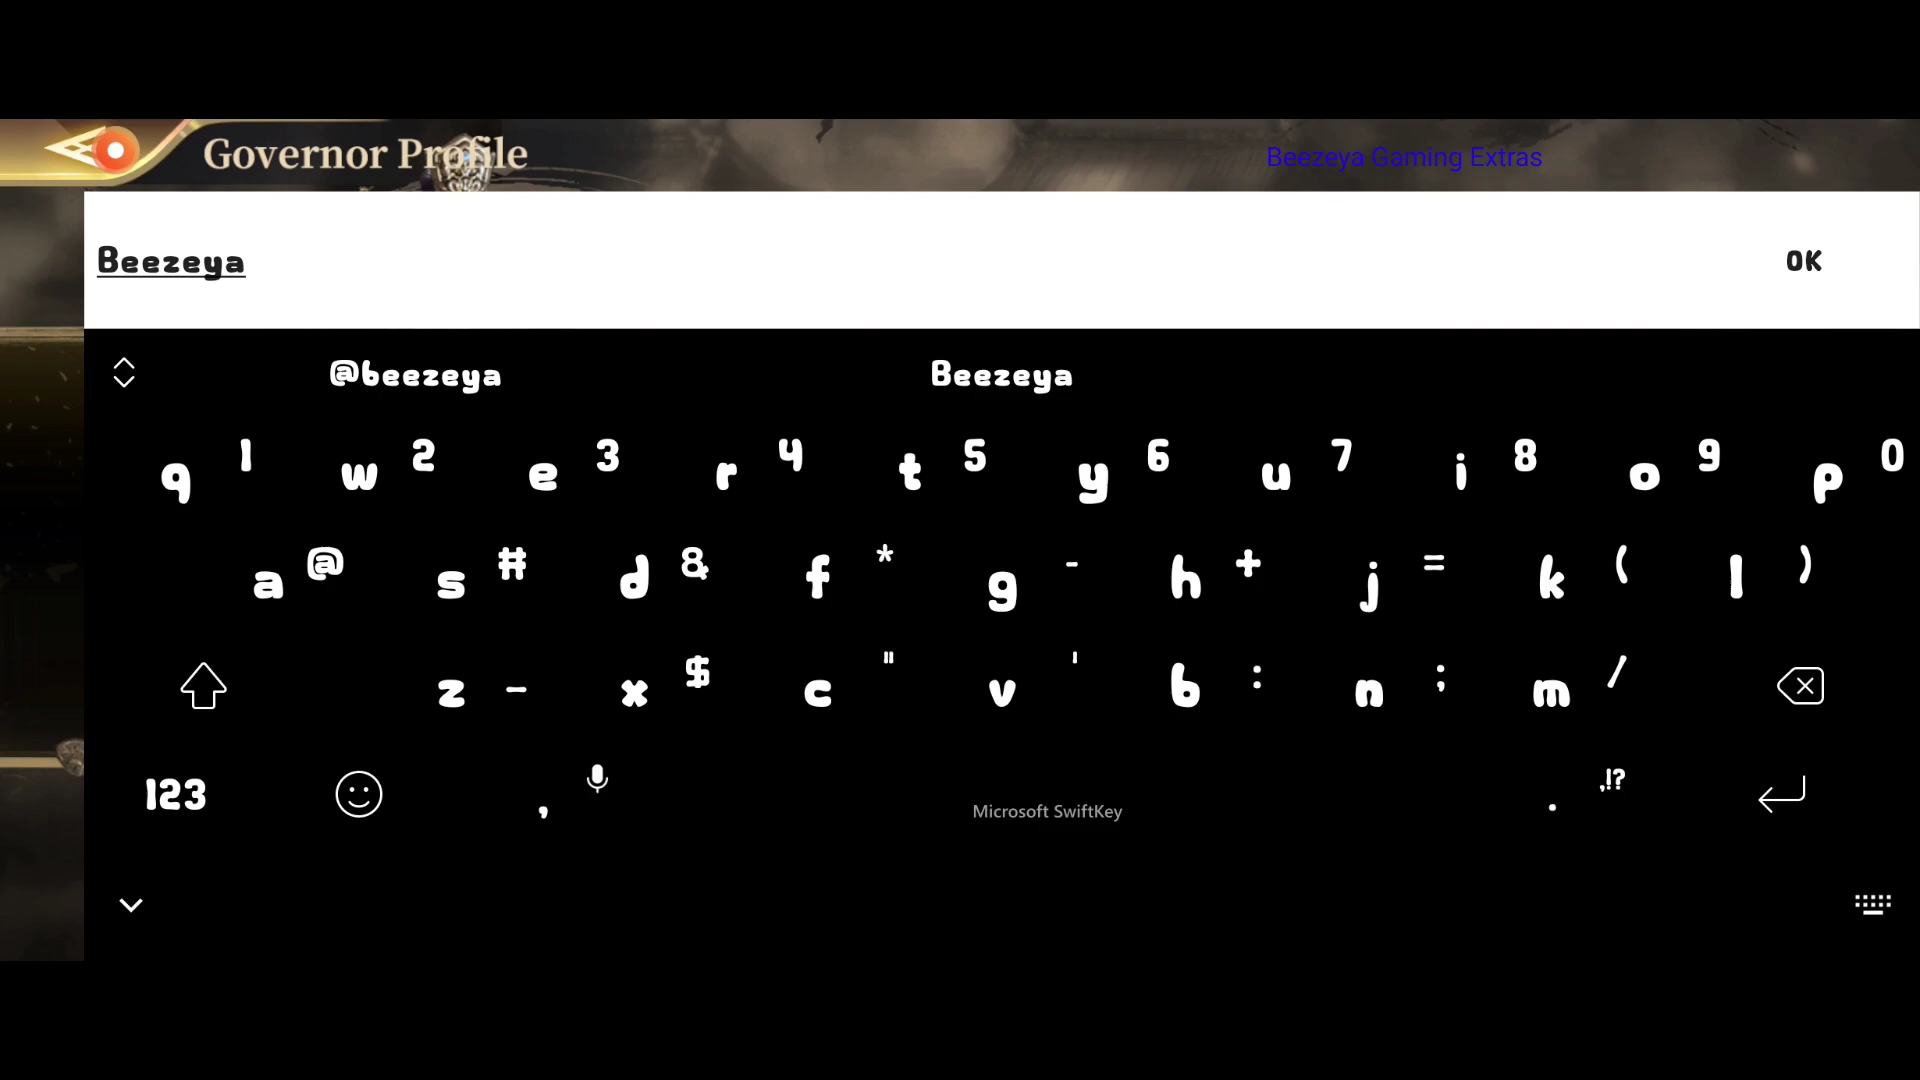 Governor Profile
Beezeya Gaming Extras
Beezeya
OK
@beezeya Beezeya
q 1 w 2 e 3 r 4 t 5 y 6 u 7 i 8 o 9 p 0
a @ s # d & f * g - h + j = k ( l )
z - x $ c " v ' b : n ; m /
123 , Microsoft SwiftKey . ,!?